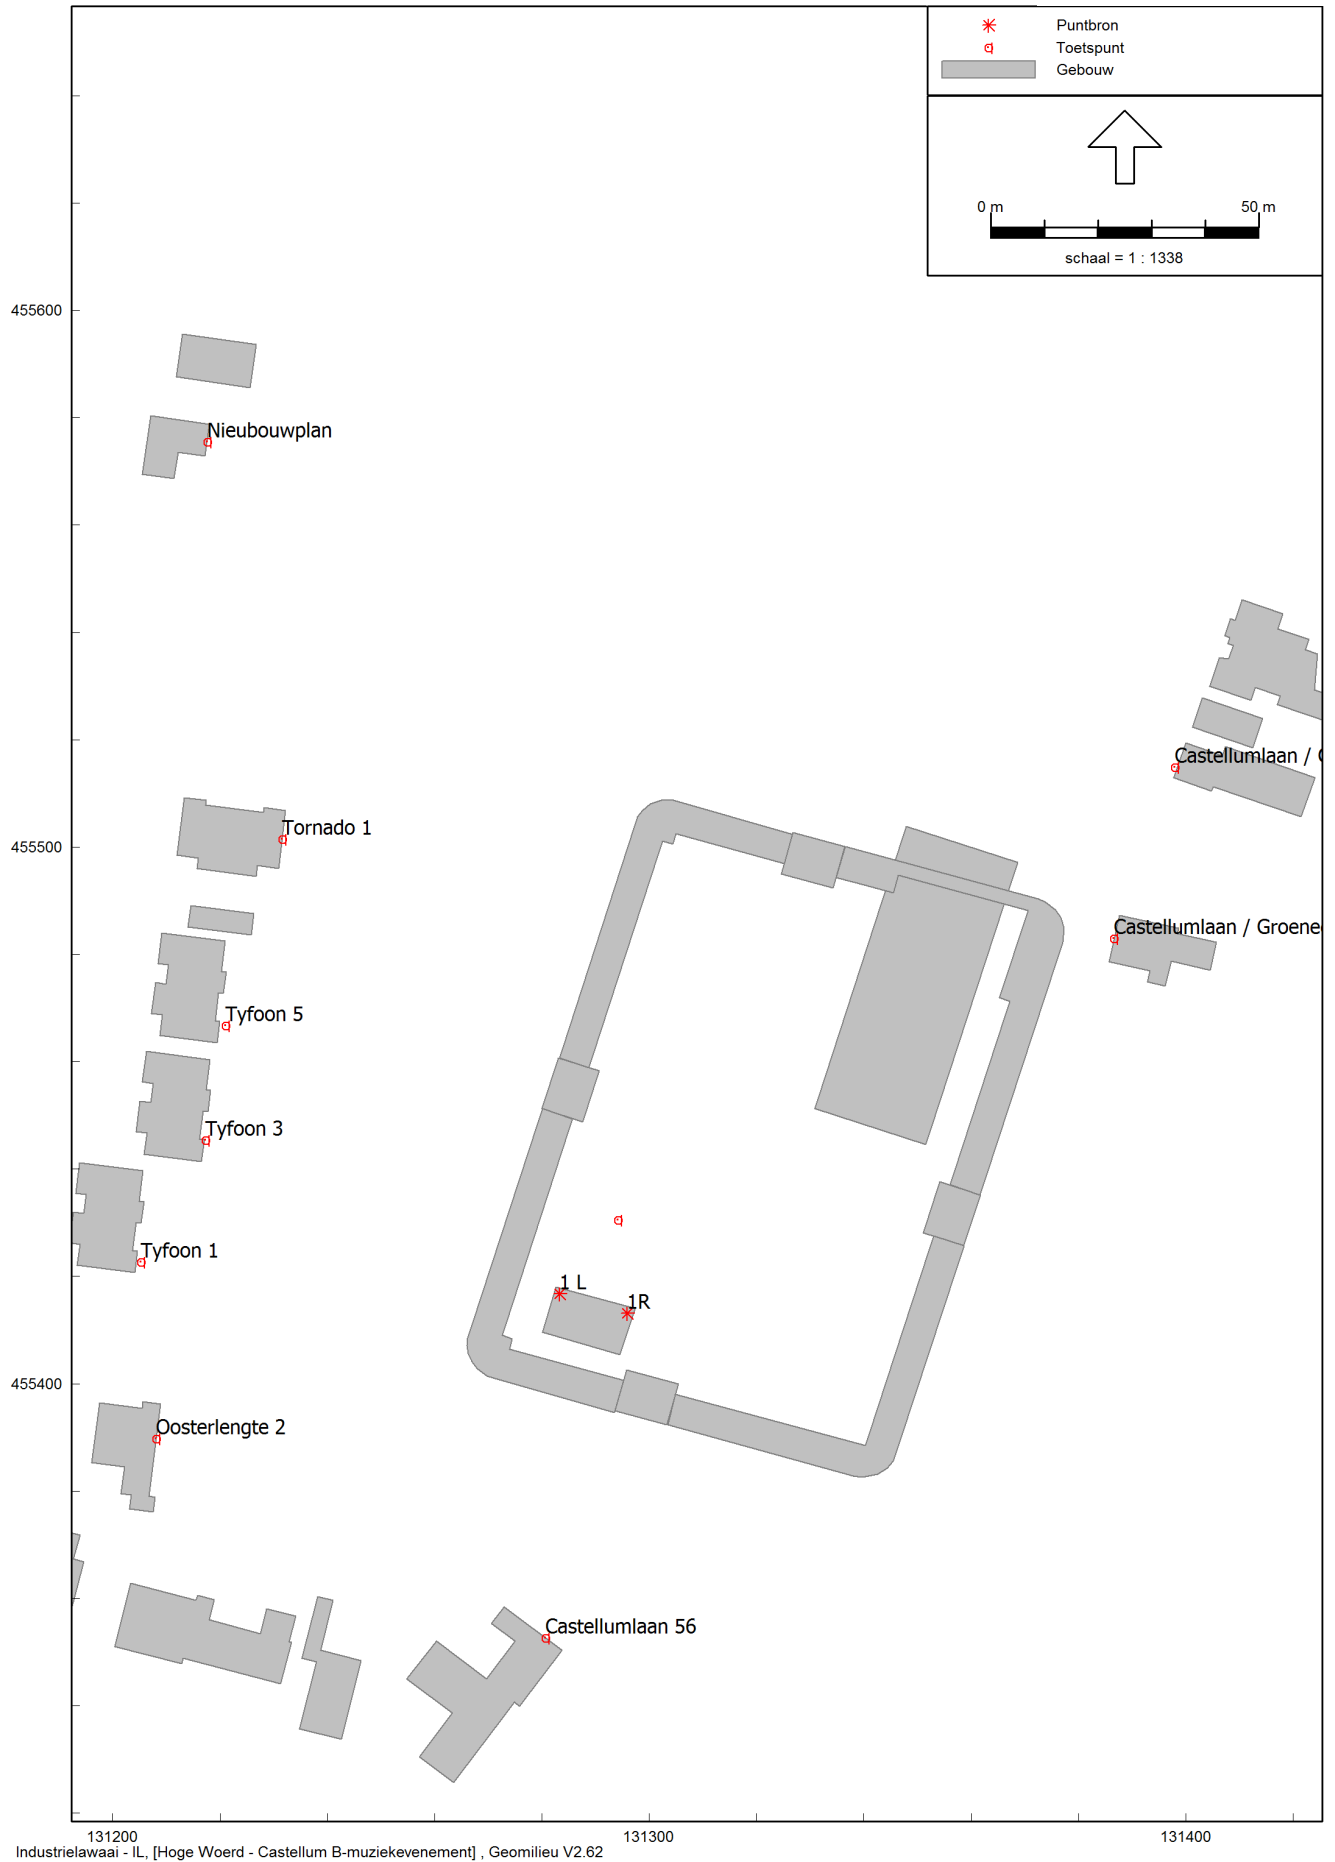 Puntbron
Toetspunt
Gebouw
0 m 50 m
schaal = 1 : 1338
455600
Nieubouwplan
Castellumlaan /
Tornado 1
455500
Castellumlaan / Groene
Tyfoon 5
Tyfoon 3
Tyfoon 1
1 L
1R
455400
Oosterlengte 2
Castellumlaan 56
131200 131300 131400
Industrielawaai - IL, [Hoge Woerd - Castellum B-muziekevenement] , Geomilieu V2.62